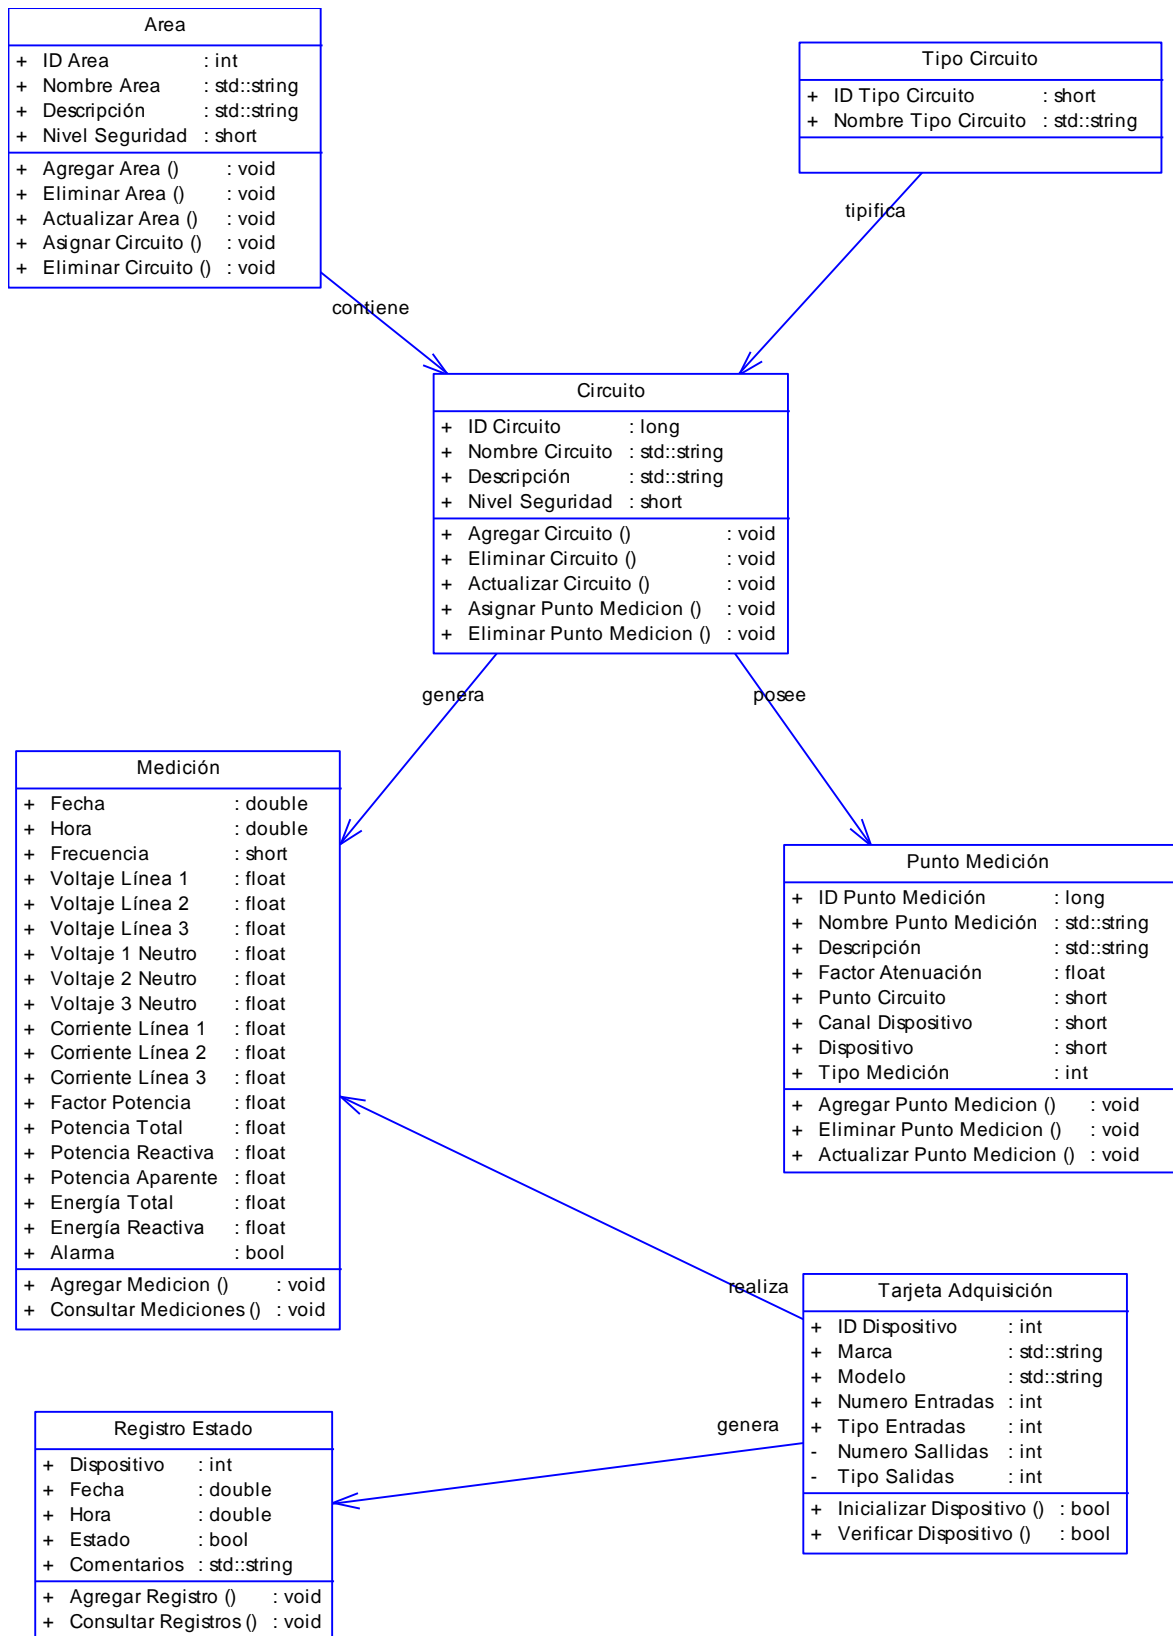 Area
+ ID Area : int
+ Nombre Area : std::string
+ Descripción : std::string
+ Nivel Seguridad : short
+ Agregar Area () : void
+ Eliminar Area () : void
+ Actualizar Area () : void
+ Asignar Circuito () : void
+ Eliminar Circuito () : void
Tipo Circuito
+ ID Tipo Circuito : short
+ Nombre Tipo Circuito : std::string
tipifica
contiene
Circuito
+ ID Circuito : long
+ Nombre Circuito : std::string
+ Descripción : std::string
+ Nivel Seguridad : short
+ Agregar Circuito () : void
+ Eliminar Circuito () : void
+ Actualizar Circuito () : void
+ Asignar Punto Medicion () : void
+ Eliminar Punto Medicion () : void
genera
posee
Medición
+ Fecha : double
+ Hora : double
+ Frecuencia : short
+ Voltaje Línea 1 : float
+ Voltaje Línea 2 : float
+ Voltaje Línea 3 : float
+ Voltaje 1 Neutro : float
+ Voltaje 2 Neutro : float
+ Voltaje 3 Neutro : float
+ Corriente Línea 1 : float
+ Corriente Línea 2 : float
+ Corriente Línea 3 : float
+ Factor Potencia : float
+ Potencia Total : float
+ Potencia Reactiva : float
+ Potencia Aparente : float
+ Energía Total : float
+ Energía Reactiva : float
+ Alarma : bool
+ Agregar Medicion () : void
+ Consultar Mediciones () : void
Punto Medición
+ ID Punto Medición : long
+ Nombre Punto Medición : std::string
+ Descripción : std::string
+ Factor Atenuación : float
+ Punto Circuito : short
+ Canal Dispositivo : short
+ Dispositivo : short
+ Tipo Medición : int
+ Agregar Punto Medicion () : void
+ Eliminar Punto Medicion () : void
+ Actualizar Punto Medicion () : void
realiza
Tarjeta Adquisición
+ ID Dispositivo : int
+ Marca : std::string
+ Modelo : std::string
+ Numero Entradas : int
+ Tipo Entradas : int
- Numero Sallidas : int
- Tipo Salidas : int
+ Inicializar Dispositivo () : bool
+ Verificar Dispositivo () : bool
genera
Registro Estado
+ Dispositivo : int
+ Fecha : double
+ Hora : double
+ Estado : bool
+ Comentarios : std::string
+ Agregar Registro () : void
+ Consultar Registros () : void